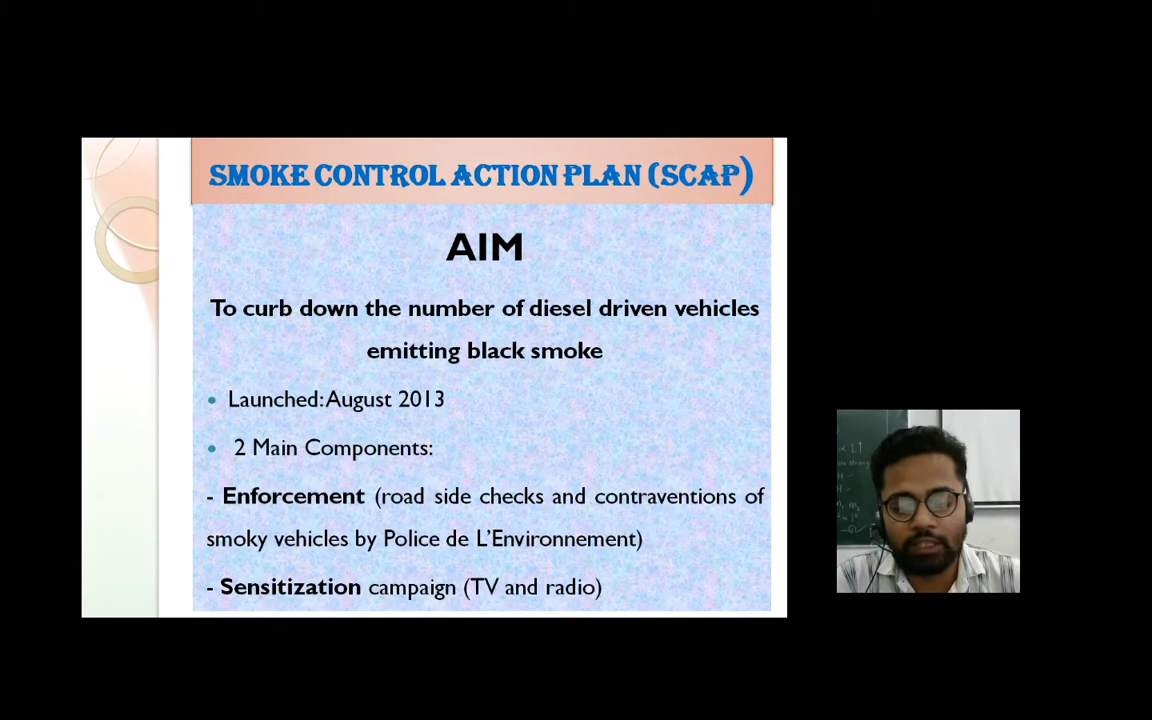 SMOKE CONTROL ACTION PLAN (SCAP)
AIM
To curb down the number of diesel driven vehicles
emitting black smoke
• Launched: August 2013
• 2 Main Components:
- Enforcement (road side checks and contraventions of
smoky vehicles by Police de L'Environnement)
- Sensitization campaign (TV and radio)